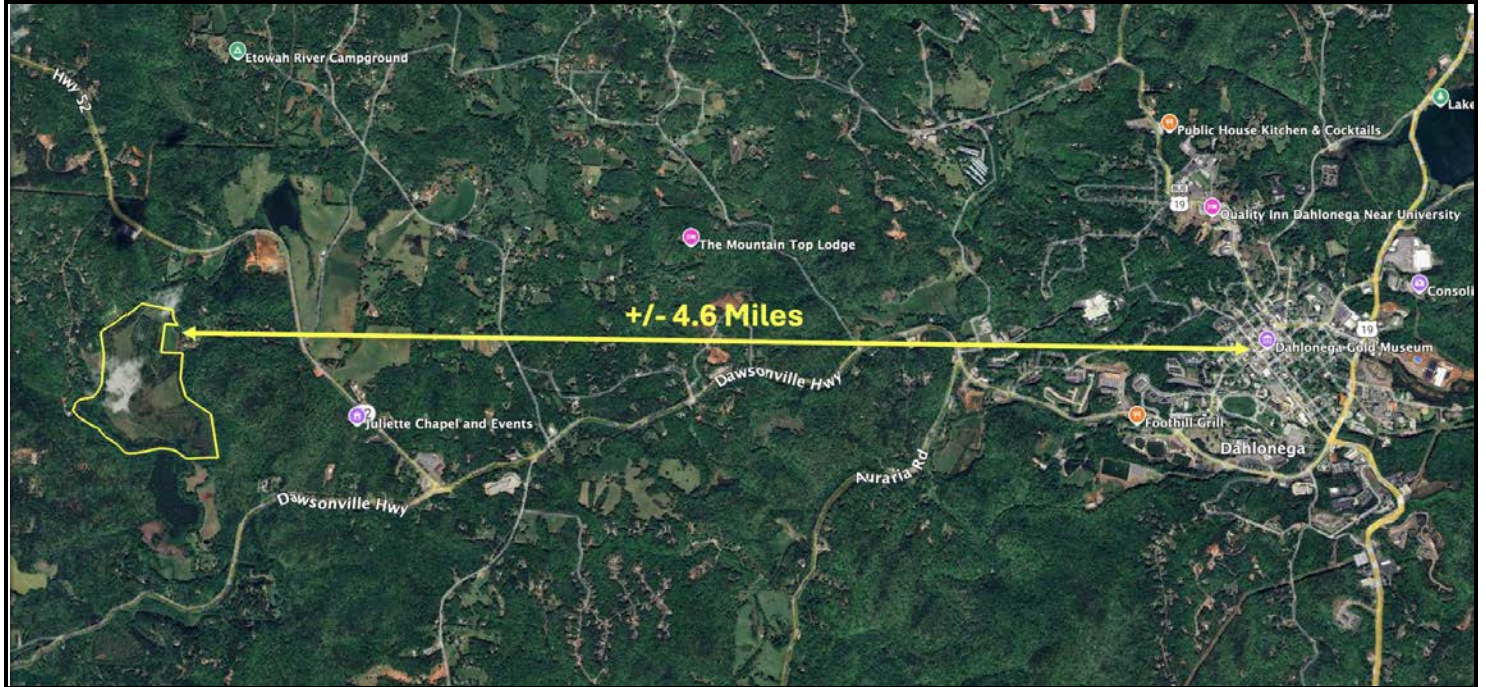 Etowah River Campground
Hwy 52
Lake
Public House Kitchen & Cocktails
BUS
19
Quality Inn Dahlonega Near University
The Mountain Top Lodge
Consoli
+/- 4.6 Miles
19
Dahlonega Gold Museum
Dawsonville Hwy
2
Juliette Chapel and Events
Foothill Grill
Dahlonega
Auraria Rd
Dawsonville Hwy